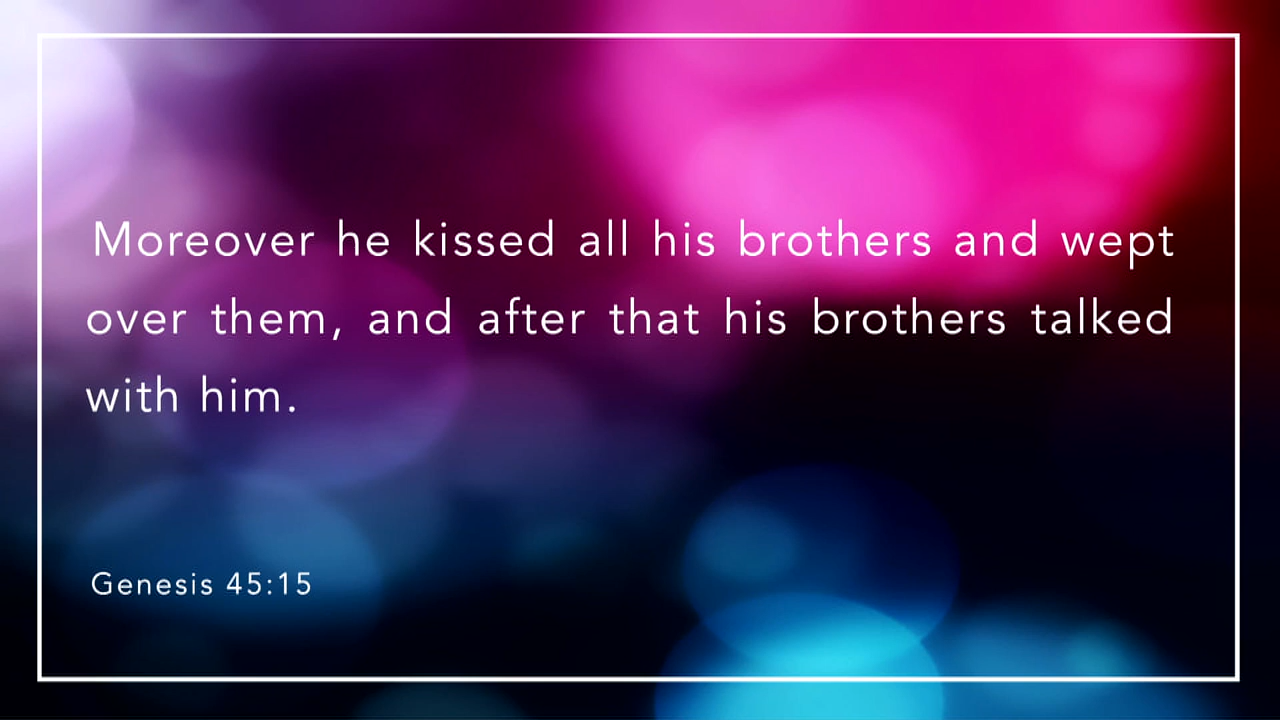 Moreover he kissed all his brothers and wept
over them, and after that his brothers talked
with him.
Genesis 45:15